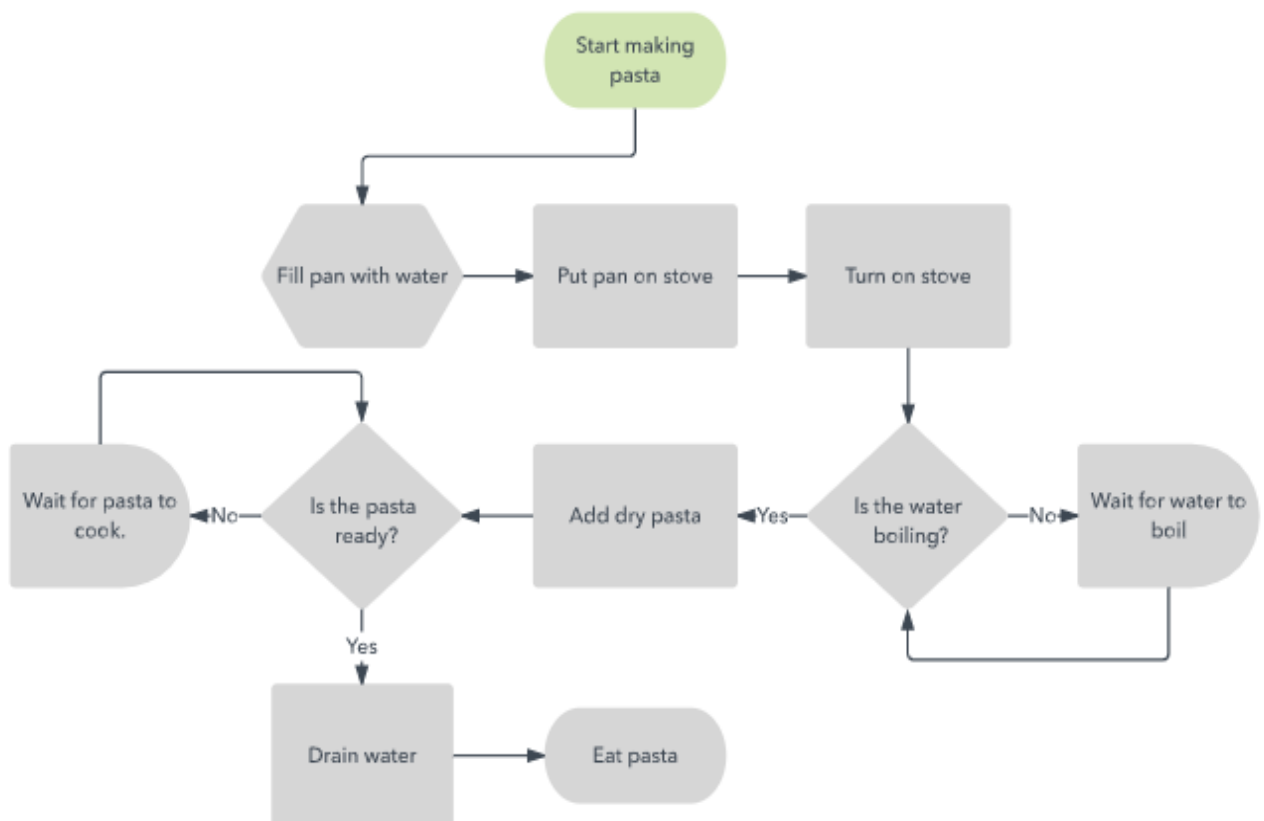 Start making
pasta
Fill pan with water
Put pan on stove
Turn on stove
Is the water
boiling?
No
Wait for water to
boil
Yes
Add dry pasta
Is the pasta
ready?
No
Wait for pasta to
cook.
Yes
Drain water
Eat pasta